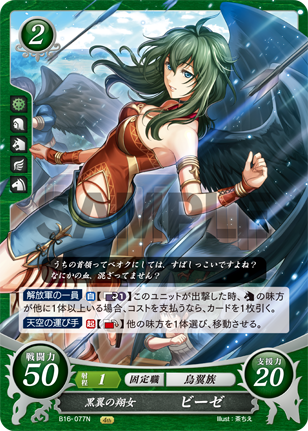 2
SAMPLE
うちの首領ってベオクにしては、すばしっこいですよね?
なにかの血、混ざってません?
解放軍の一員 自 [1] このユニットが出撃した時、の味方
が他に1体以上いる場合、コストを支払うなら、カードを1枚引く。
天空の運び手 起 [] 他の味方を1体選び、移動させる。
戦闘力
50
射程 1 固定職 鳥翼族
支援力
20
黒翼の翔女 ビーゼ
B16-077N Illust:茶ちえ